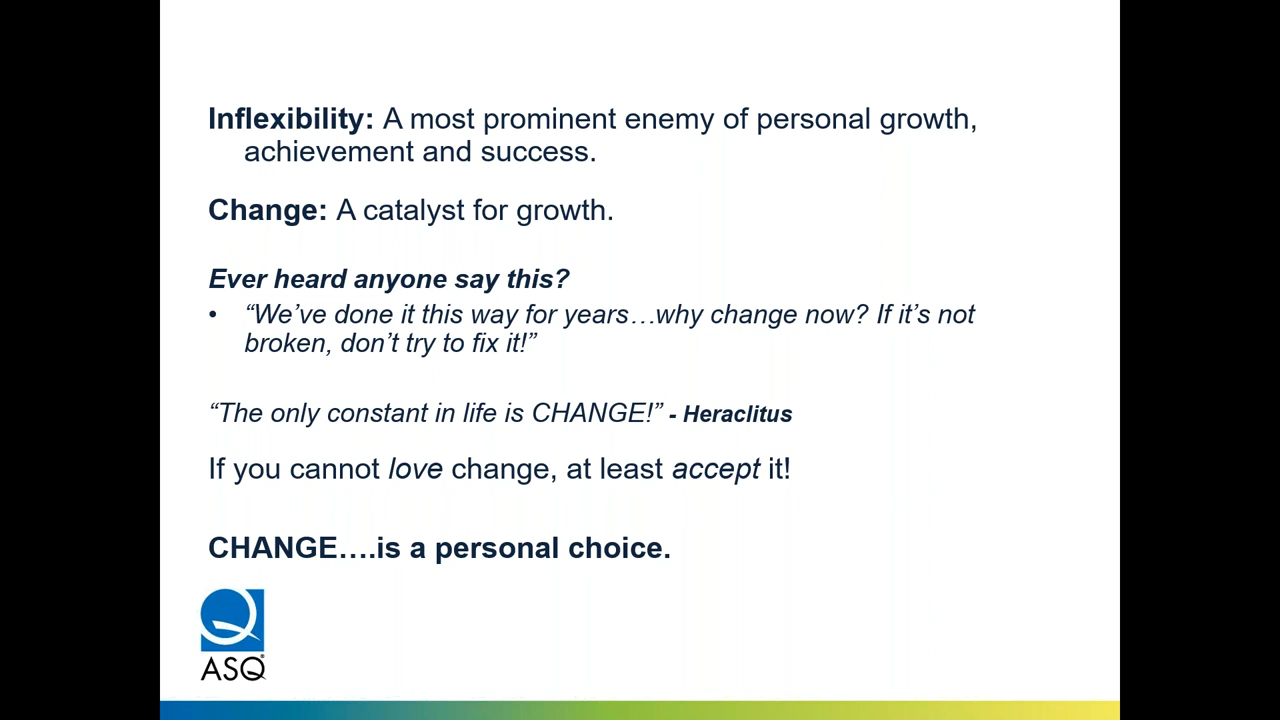 Inflexibility: A most prominent enemy of personal growth,
achievement and success.
Change: A catalyst for growth.
Ever heard anyone say this?
• “We’ve done it this way for years…why change now? If it’s not
broken, don’t try to fix it!”
“The only constant in life is CHANGE!” - Heraclitus
If you cannot love change, at least accept it!
CHANGE….is a personal choice.
ASQ®